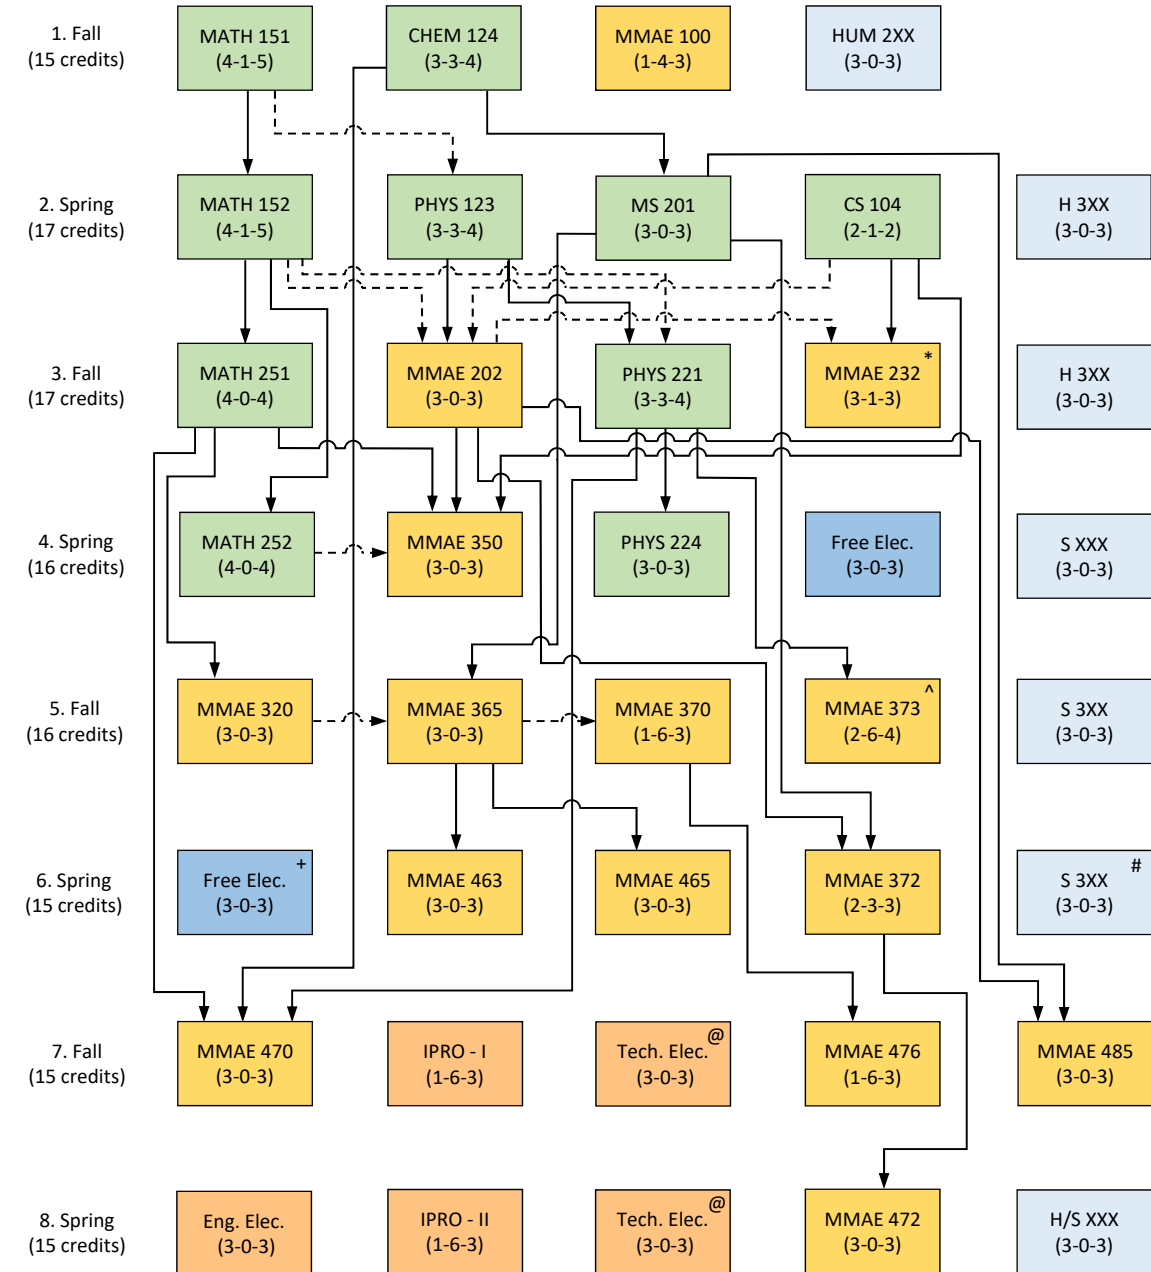 1. Fall
(15 credits)
MATH 151
(4-1-5)
CHEM 124
(3-3-4)
MMAE 100
(1-4-3)
HUM 2XX
(3-0-3)
2. Spring
(17 credits)
MATH 152
(4-1-5)
PHYS 123
(3-3-4)
MS 201
(3-0-3)
CS 104
(2-1-2)
H 3XX
(3-0-3)
3. Fall
(17 credits)
MATH 251
(4-0-4)
MMAE 202
(3-0-3)
PHYS 221
(3-3-4)
*
MMAE 232
(3-1-3)
H 3XX
(3-0-3)
4. Spring
(16 credits)
MATH 252
(4-0-4)
MMAE 350
(3-0-3)
PHYS 224
(3-0-3)
Free Elec.
(3-0-3)
S XXX
(3-0-3)
5. Fall
(16 credits)
MMAE 320
(3-0-3)
MMAE 365
(3-0-3)
MMAE 370
(1-6-3)
^
MMAE 373
(2-6-4)
S 3XX
(3-0-3)
6. Spring
(15 credits)
+
Free Elec.
(3-0-3)
MMAE 463
(3-0-3)
MMAE 465
(3-0-3)
MMAE 372
(2-3-3)
#
S 3XX
(3-0-3)
7. Fall
(15 credits)
MMAE 470
(3-0-3)
IPRO - I
(1-6-3)
@
Tech. Elec.
(3-0-3)
MMAE 476
(1-6-3)
MMAE 485
(3-0-3)
8. Spring
(15 credits)
Eng. Elec.
(3-0-3)
IPRO - II
(1-6-3)
@
Tech. Elec.
(3-0-3)
MMAE 472
(3-0-3)
H/S XXX
(3-0-3)